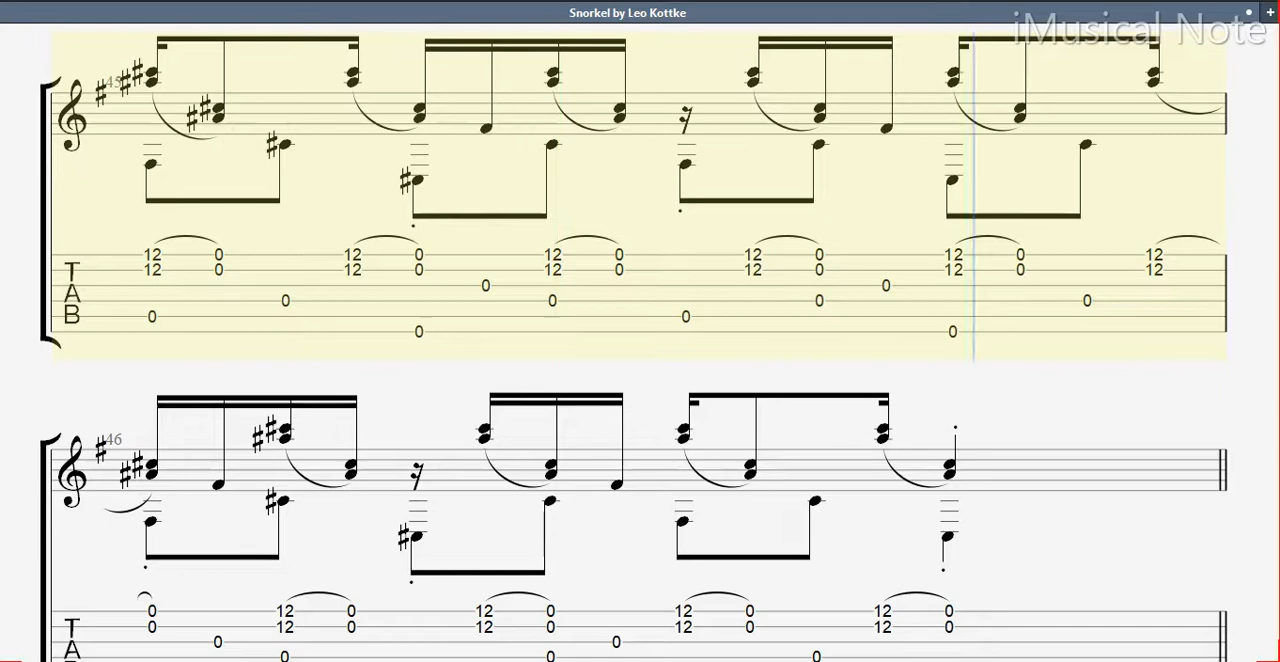 Snorkel by Leo Kottke
iMusical Note
45
T
A
B
12 0 12 0 12 0 12 0 12 0 12
12 0 12 0 12 0 12 0 12 0 12
0 0
0 0 0 0
0 0
0 0
46
T
A
0 12 0 12 0 12 0 12 0
0 12 0 12 0 12 0 12 0
0 0
0 0 0